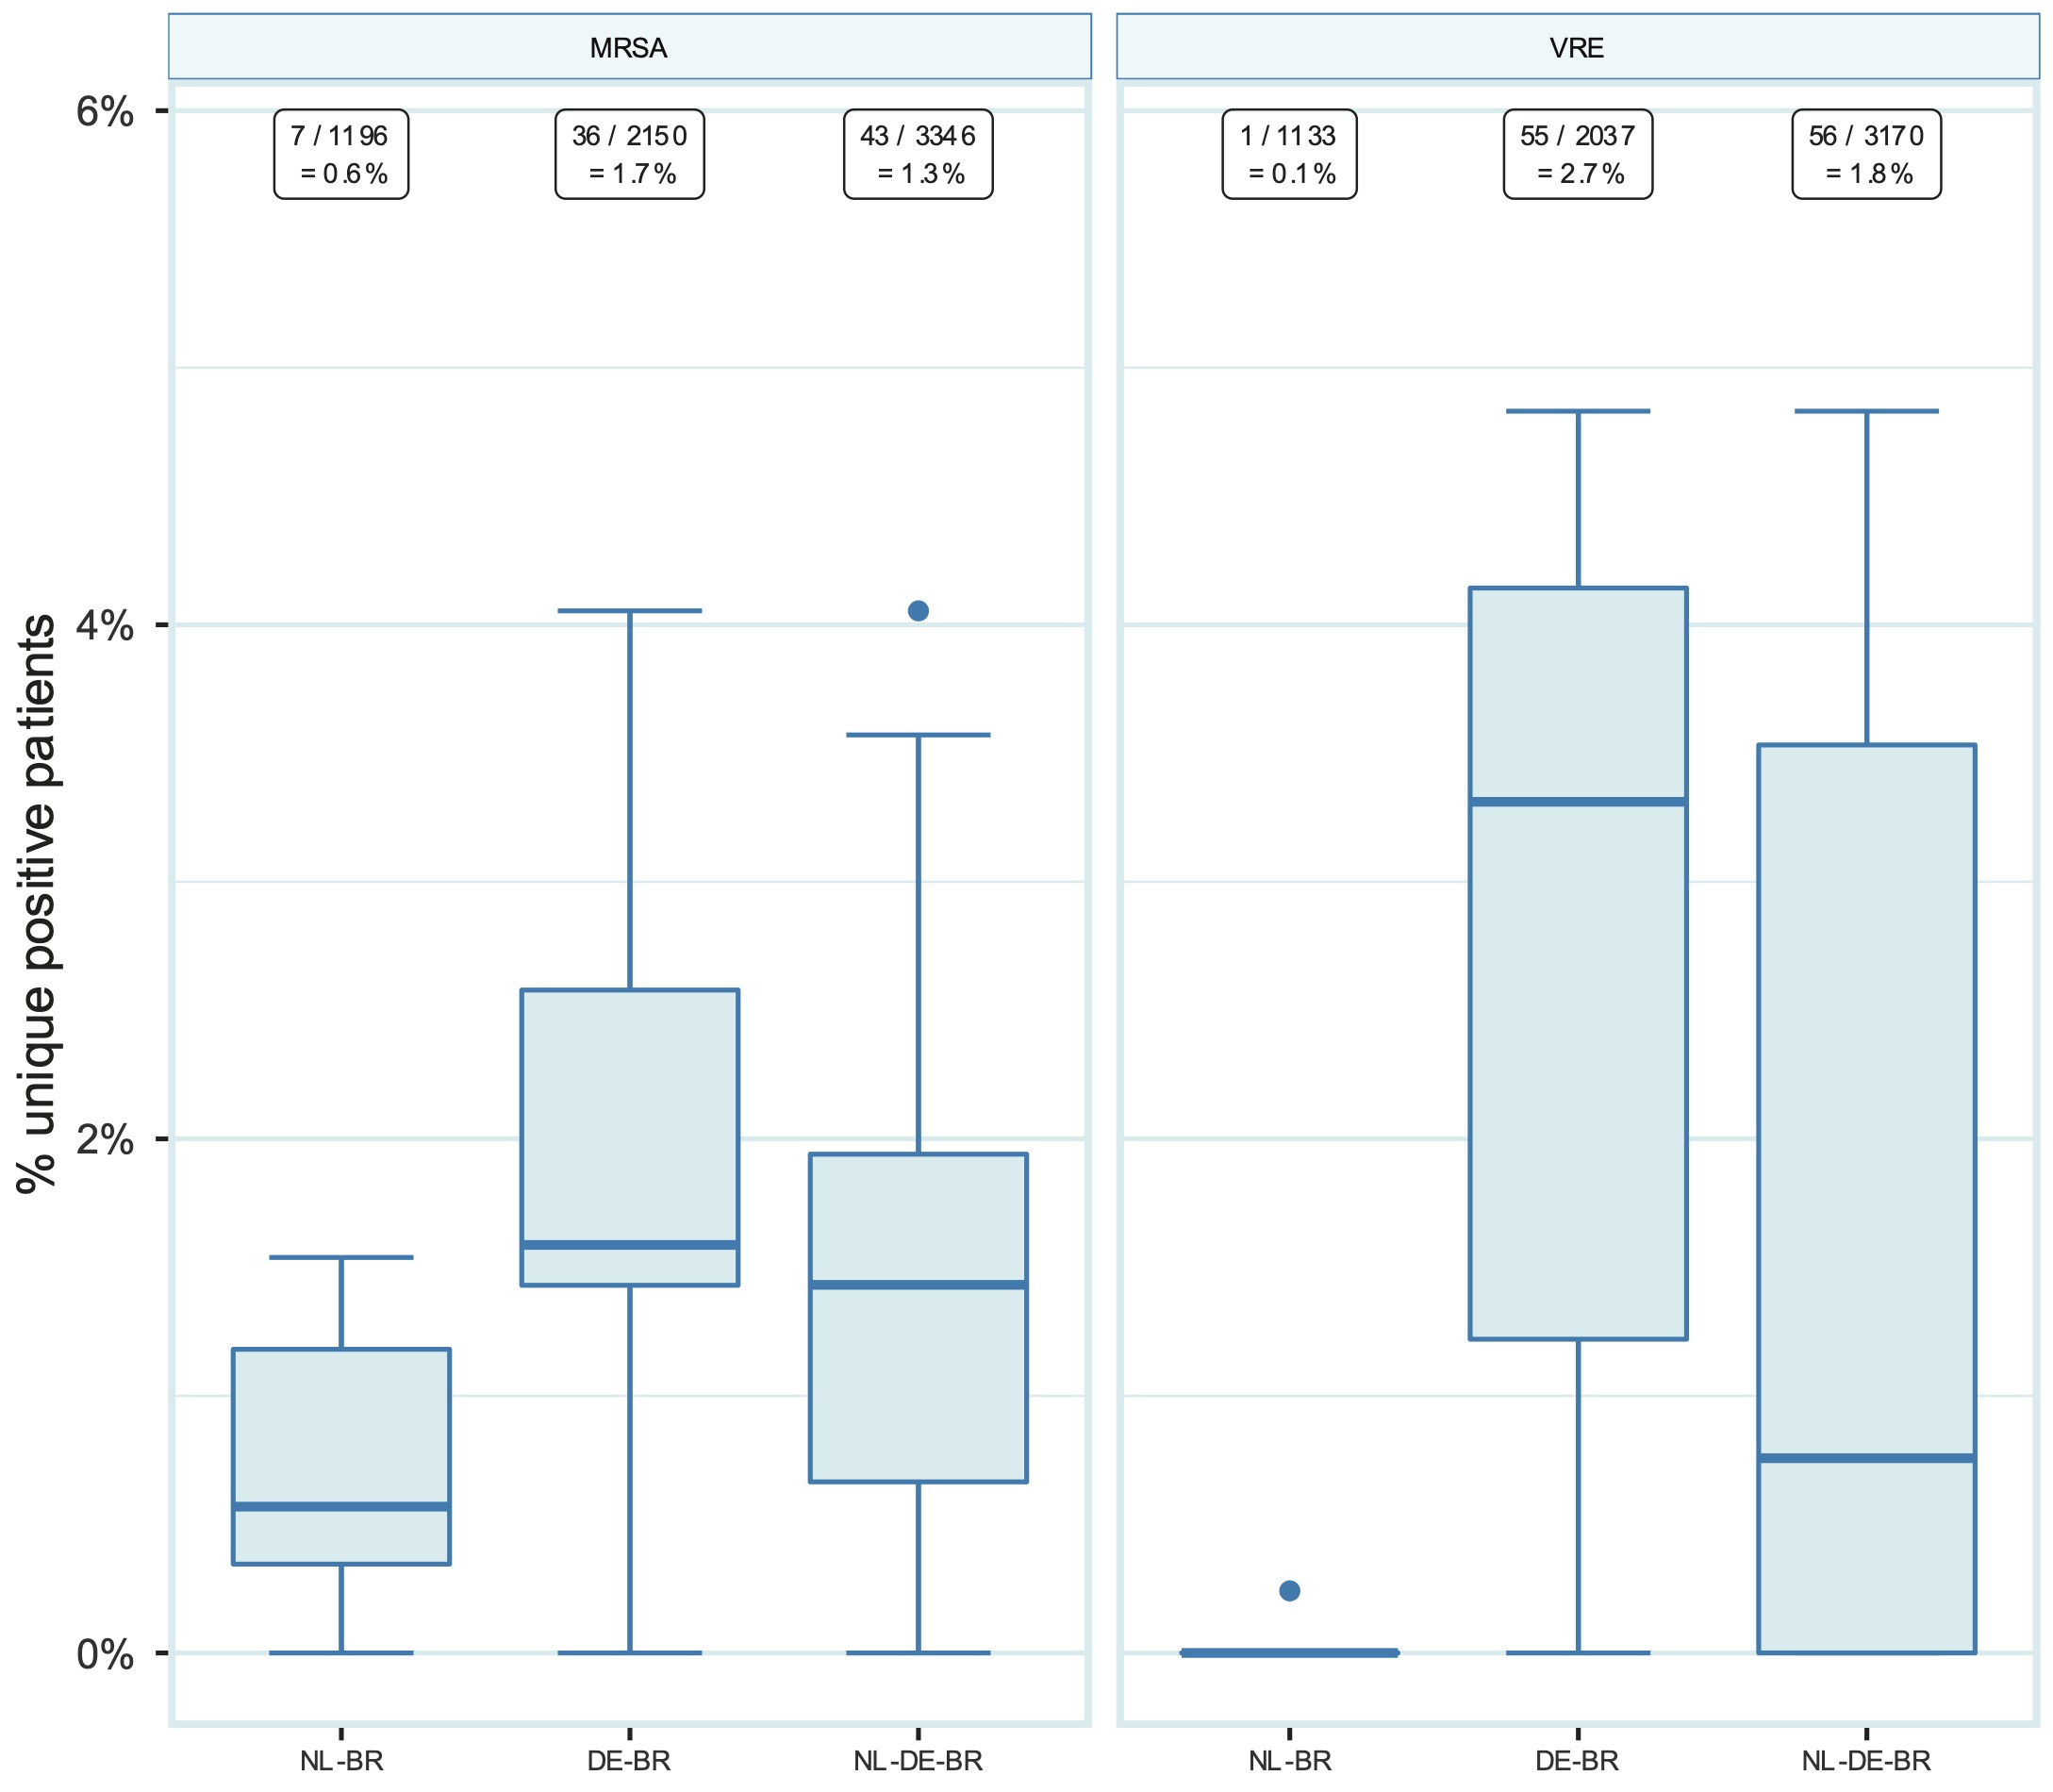 MRSA
VRE
% unique positive patients
6%
4%
2%
0%
7 / 1196
= 0.6%
36 / 2150
= 1.7%
43 / 3346
= 1.3%
1 / 1133
= 0.1%
55 / 2037
= 2.7%
56 / 3170
= 1.8%
NL-BR
DE-BR
NL-DE-BR
NL-BR
DE-BR
NL-DE-BR